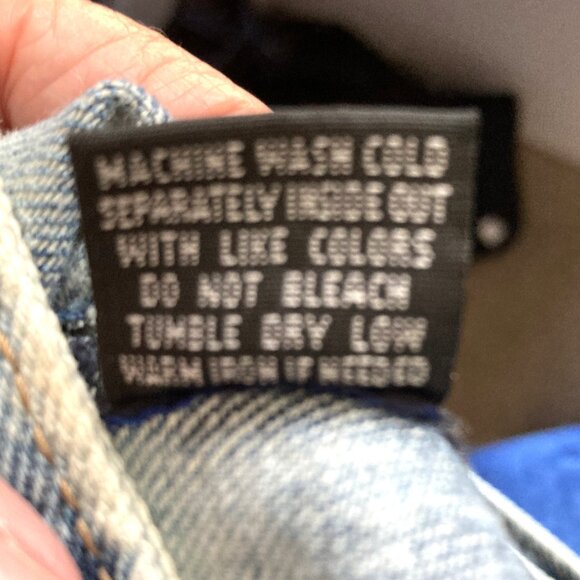 MACHINE WASH COLD
SEPARATELY INSIDE OUT
WITH LIKE COLORS
DO NOT BLEACH
TUMBLE DRY LOW
WARM IRON IF NEEDED